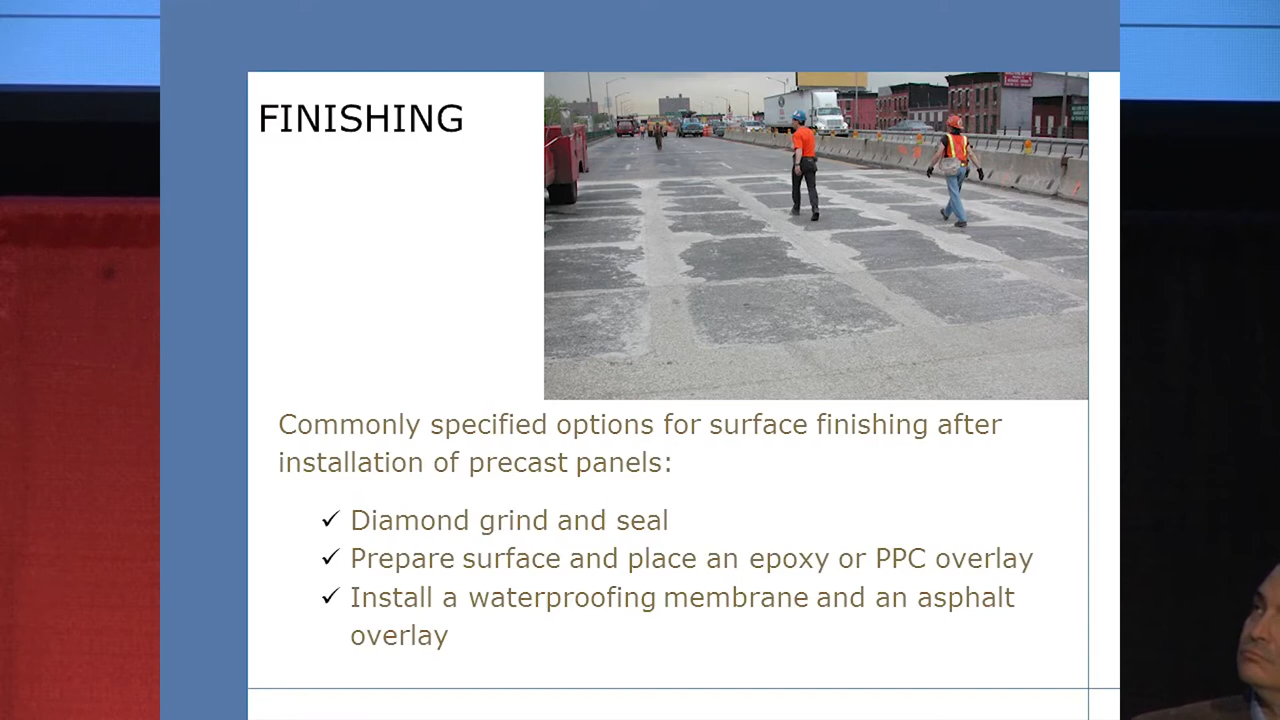 FINISHING
Commonly specified options for surface finishing after
installation of precast panels:
✓ Diamond grind and seal
✓ Prepare surface and place an epoxy or PPC overlay
✓ Install a waterproofing membrane and an asphalt
overlay